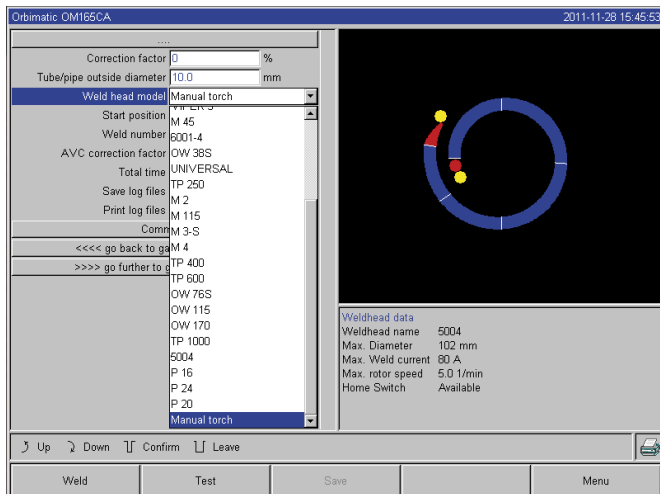 Orbimatic OM165CA 2011-11-28 15:45:53
....
Correction factor 0 %
Tube/pipe outside diameter 10.0 mm
Weld head model Manual torch
Start position
Weld number
AVC correction factor
Total time
Save log files
Print log files
Comm
<<<< go back to ga
>>>> go further to g
M 45
6001-4
OW 38S
UNIVERSAL
TP 250
M 2
M 115
M 3-S
M 4
TP 400
TP 600
OW 76S
OW 115
OW 170
TP 1000
5004
P 16
P 24
P 20
Manual torch
Weldhead data
Weldhead name 5004
Max. Diameter 102 mm
Max. Weld current 80 A
Max. rotor speed 5.0 1/min
Home Switch Available
Up Down Confirm Leave
Weld Test Save Menu